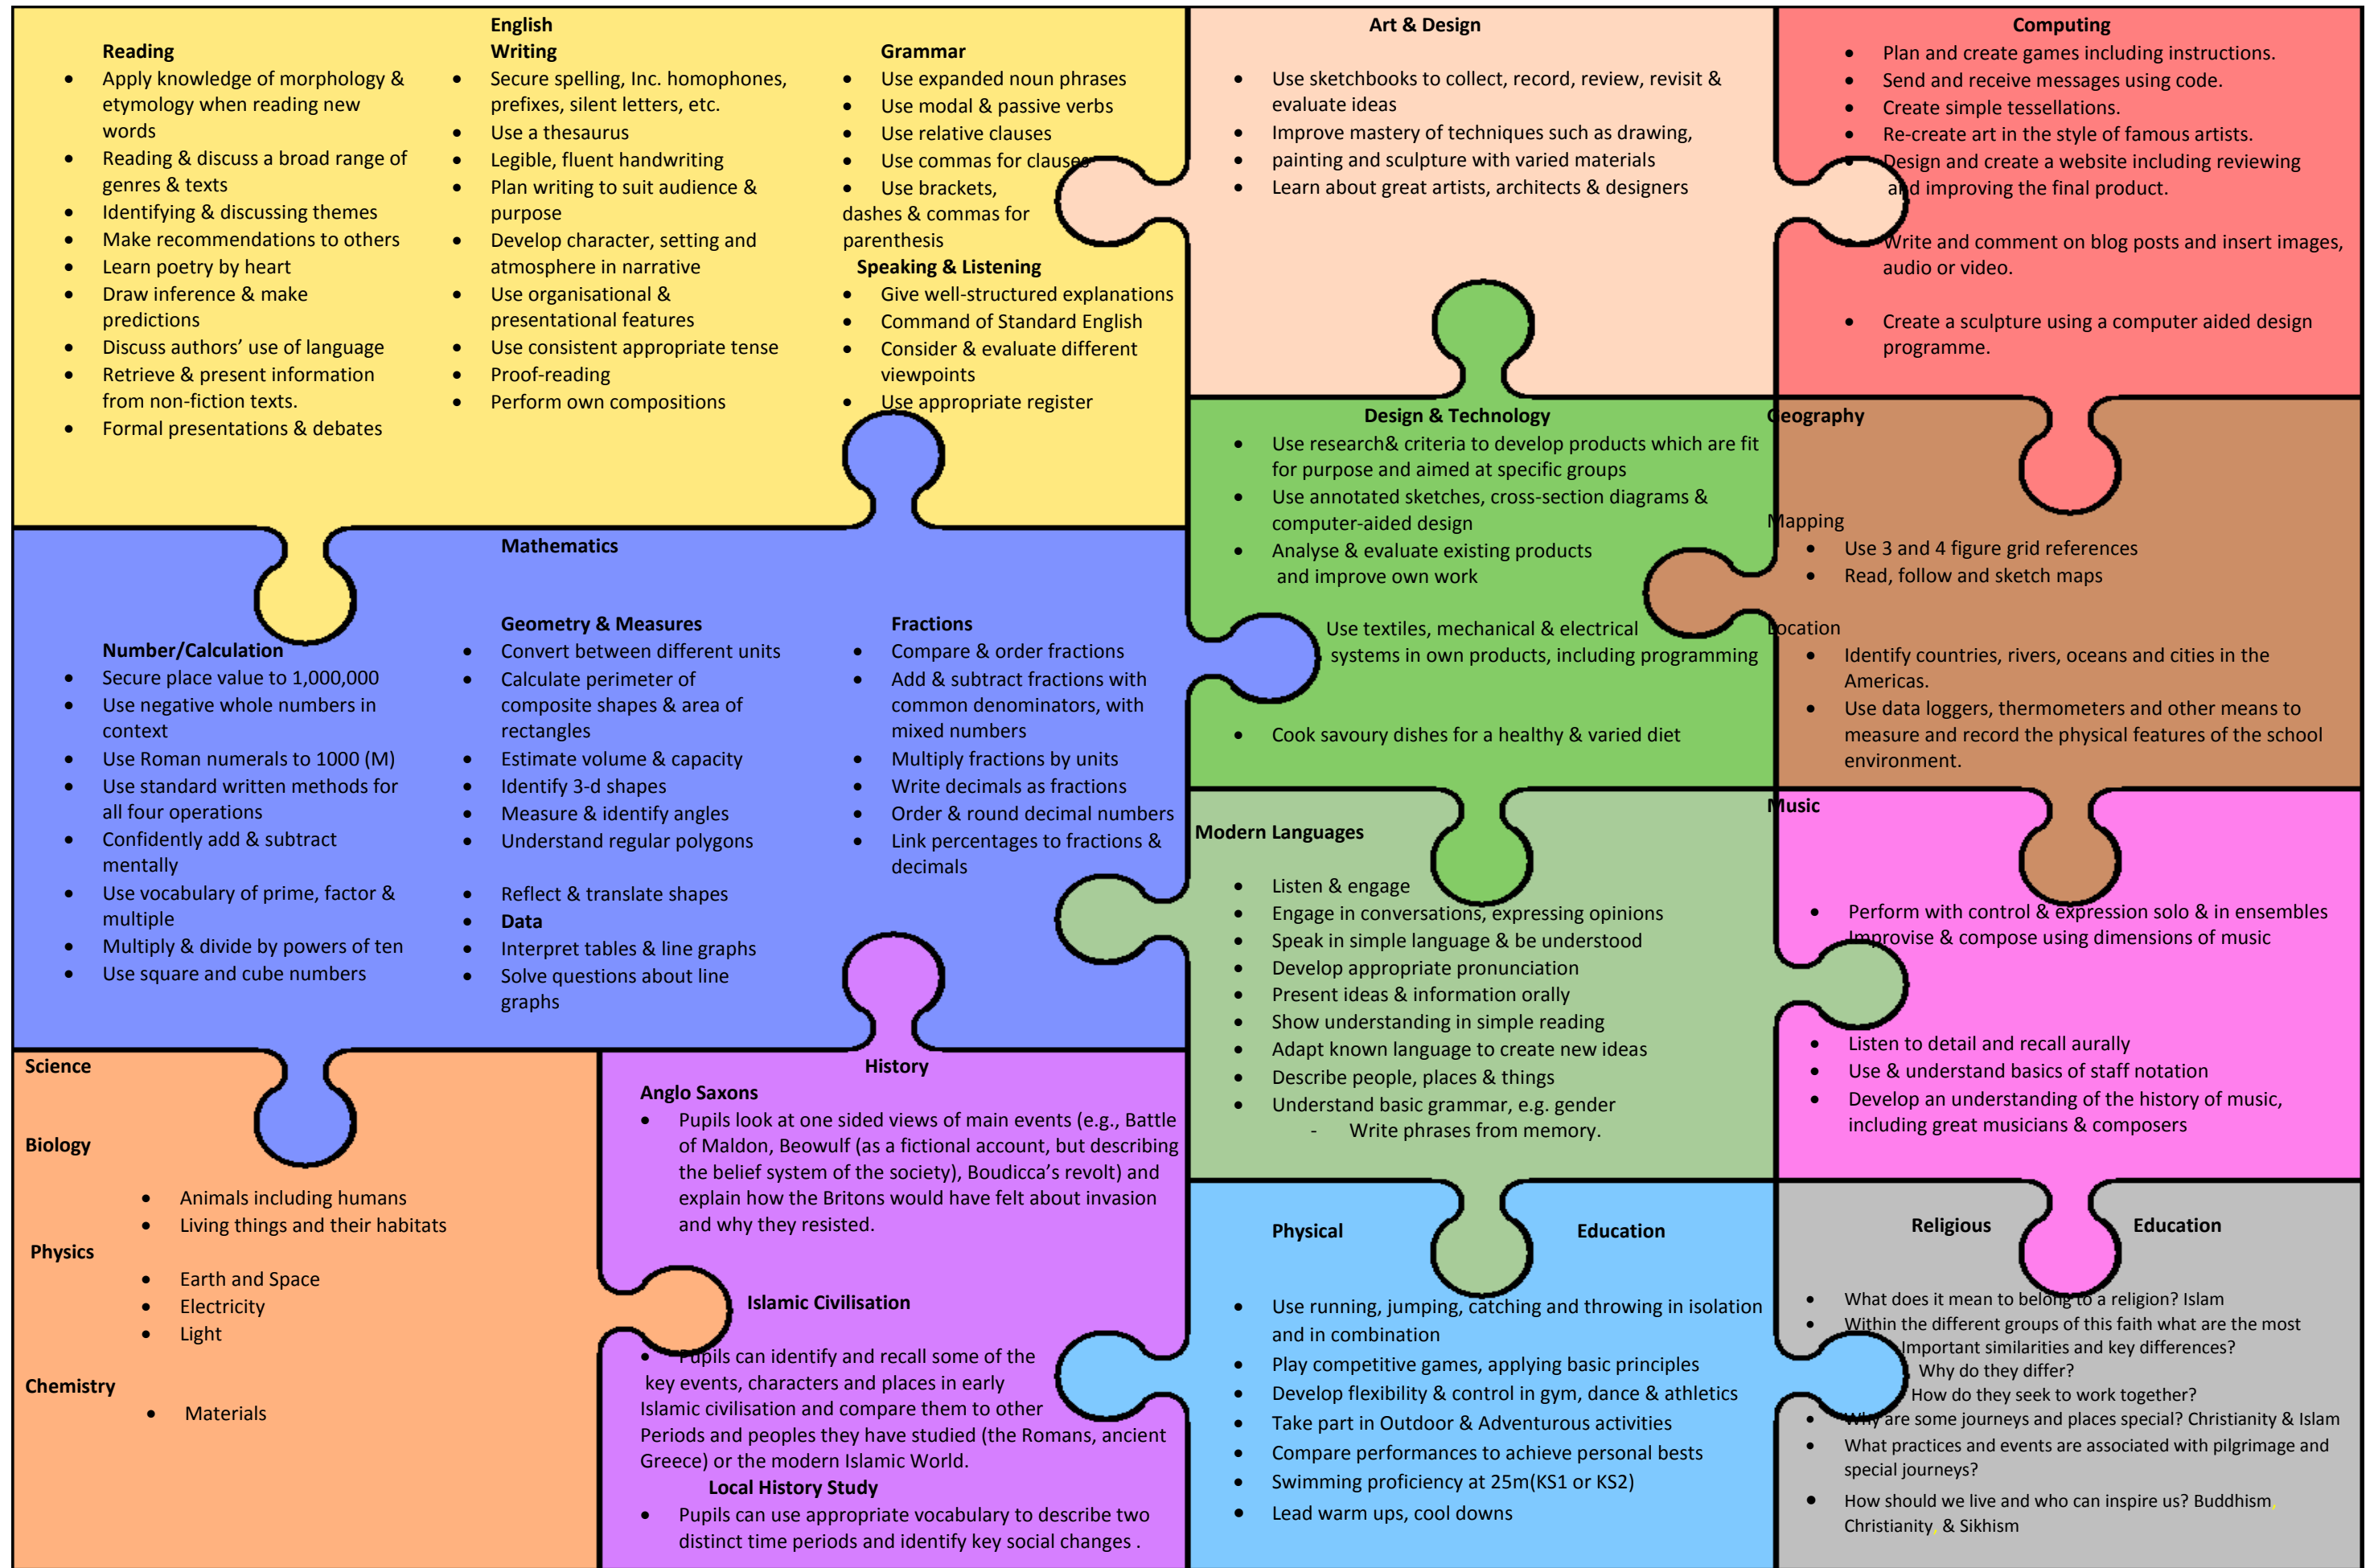 English
Reading
• Apply knowledge of morphology &
etymology when reading new
words
• Reading & discuss a broad range of
genres & texts
• Identifying & discussing themes
• Make recommendations to others
• Learn poetry by heart
• Draw inference & make
predictions
• Discuss authors’ use of language
• Retrieve & present information
from non-fiction texts.
• Formal presentations & debates
Writing
• Secure spelling, Inc. homophones,
prefixes, silent letters, etc.
• Use a thesaurus
• Legible, fluent handwriting
• Plan writing to suit audience &
purpose
• Develop character, setting and
atmosphere in narrative
• Use organisational &
presentational features
• Use consistent appropriate tense
• Proof-reading
• Perform own compositions
Grammar
• Use expanded noun phrases
• Use modal & passive verbs
• Use relative clauses
• Use commas for clauses
• Use brackets,
dashes & commas for
parenthesis
Speaking & Listening
• Give well-structured explanations
• Command of Standard English
• Consider & evaluate different
viewpoints
• Use appropriate register
Art & Design
• Use sketchbooks to collect, record, review, revisit &
evaluate ideas
• Improve mastery of techniques such as drawing,
• painting and sculpture with varied materials
• Learn about great artists, architects & designers
Computing
• Plan and create games including instructions.
• Send and receive messages using code.
• Create simple tessellations.
• Re-create art in the style of famous artists.
• Design and create a website including reviewing
and improving the final product.
Write and comment on blog posts and insert images,
audio or video.
• Create a sculpture using a computer aided design
programme.
Design & Technology
• Use research& criteria to develop products which are fit
for purpose and aimed at specific groups
• Use annotated sketches, cross-section diagrams &
computer-aided design
• Analyse & evaluate existing products
and improve own work
Use textiles, mechanical & electrical
systems in own products, including programming
• Cook savoury dishes for a healthy & varied diet
Geography
Mapping
• Use 3 and 4 figure grid references
• Read, follow and sketch maps
Location
• Identify countries, rivers, oceans and cities in the
Americas.
• Use data loggers, thermometers and other means to
measure and record the physical features of the school
environment.
Mathematics
Number/Calculation
• Secure place value to 1,000,000
• Use negative whole numbers in
context
• Use Roman numerals to 1000 (M)
• Use standard written methods for
all four operations
• Confidently add & subtract
mentally
• Use vocabulary of prime, factor &
multiple
• Multiply & divide by powers of ten
• Use square and cube numbers
Geometry & Measures
• Convert between different units
• Calculate perimeter of
composite shapes & area of
rectangles
• Estimate volume & capacity
• Identify 3-d shapes
• Measure & identify angles
• Understand regular polygons
• Reflect & translate shapes
• Data
• Interpret tables & line graphs
• Solve questions about line
graphs
Fractions
• Compare & order fractions
• Add & subtract fractions with
common denominators, with
mixed numbers
• Multiply fractions by units
• Write decimals as fractions
• Order & round decimal numbers
• Link percentages to fractions &
decimals
Modern Languages
• Listen & engage
• Engage in conversations, expressing opinions
• Speak in simple language & be understood
• Develop appropriate pronunciation
• Present ideas & information orally
• Show understanding in simple reading
• Adapt known language to create new ideas
• Describe people, places & things
• Understand basic grammar, e.g. gender
- Write phrases from memory.
Music
• Perform with control & expression solo & in ensembles
Improvise & compose using dimensions of music
• Listen to detail and recall aurally
• Use & understand basics of staff notation
• Develop an understanding of the history of music,
including great musicians & composers
Science
Biology
• Animals including humans
• Living things and their habitats
Physics
• Earth and Space
• Electricity
• Light
Chemistry
• Materials
History
Anglo Saxons
• Pupils look at one sided views of main events (e.g., Battle
of Maldon, Beowulf (as a fictional account, but describing
the belief system of the society), Boudicca’s revolt) and
explain how the Britons would have felt about invasion
and why they resisted.
Islamic Civilisation
• Pupils can identify and recall some of the
key events, characters and places in early
Islamic civilisation and compare them to other
Periods and peoples they have studied (the Romans, ancient
Greece) or the modern Islamic World.
Local History Study
• Pupils can use appropriate vocabulary to describe two
distinct time periods and identify key social changes .
Physical Education
• Use running, jumping, catching and throwing in isolation
and in combination
• Play competitive games, applying basic principles
• Develop flexibility & control in gym, dance & athletics
• Take part in Outdoor & Adventurous activities
• Compare performances to achieve personal bests
• Swimming proficiency at 25m(KS1 or KS2)
• Lead warm ups, cool downs
Religious Education
• What does it mean to belong to a religion? Islam
• Within the different groups of this faith what are the most
Important similarities and key differences?
Why do they differ?
How do they seek to work together?
• Why are some journeys and places special? Christianity & Islam
• What practices and events are associated with pilgrimage and
special journeys?
• How should we live and who can inspire us? Buddhism,
Christianity, & Sikhism